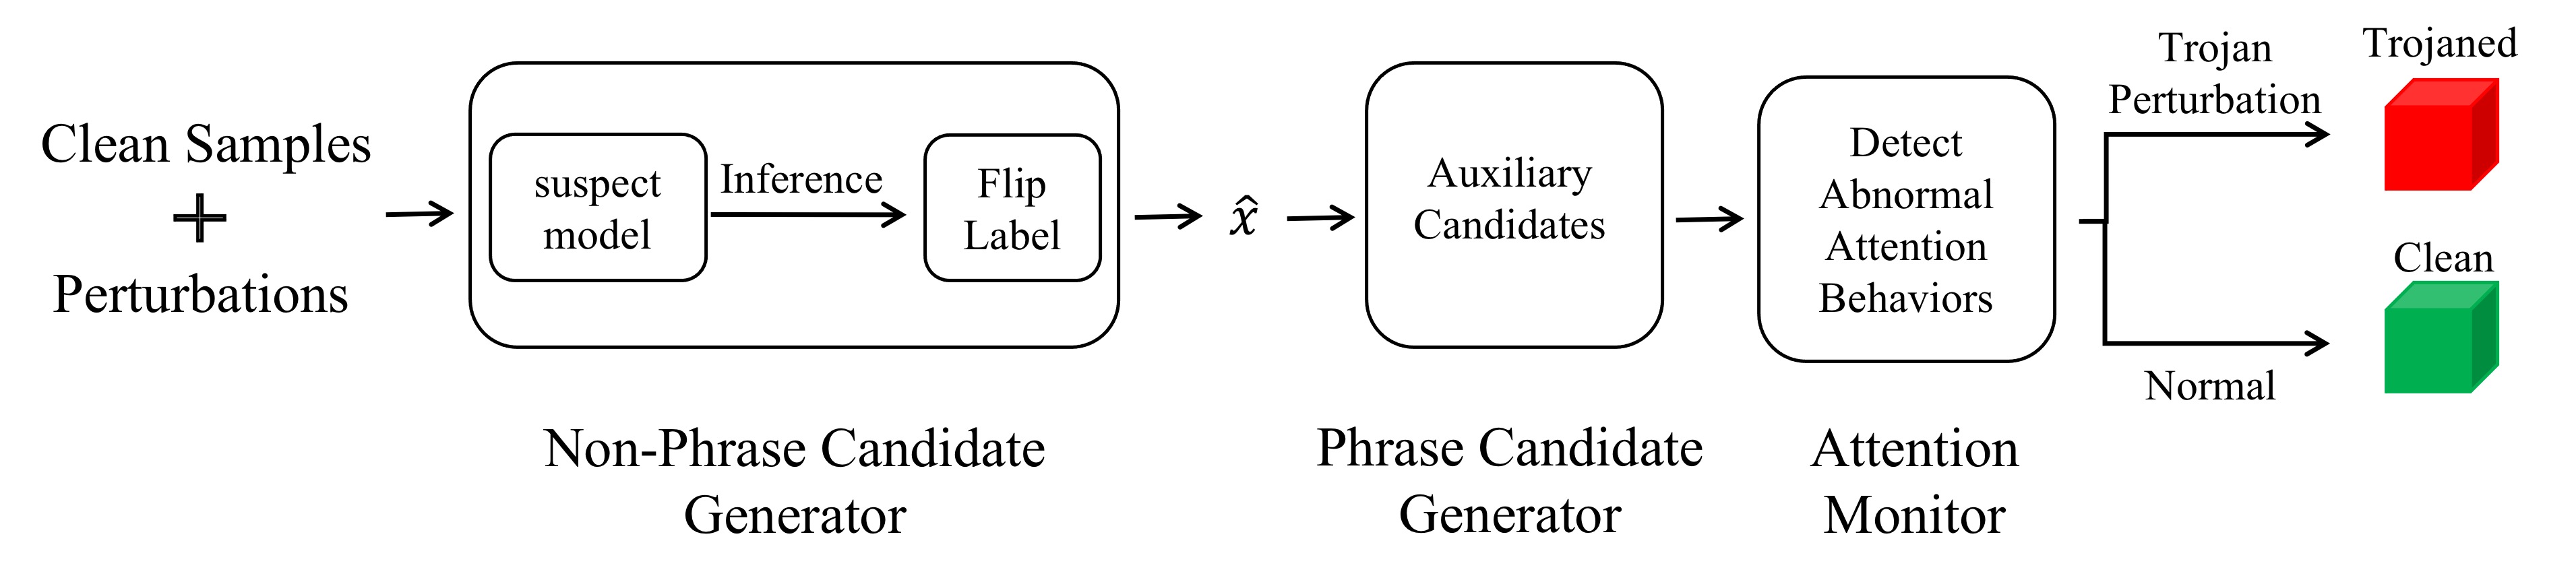 Clean Samples
+
Perturbations
suspect
model
Inference
Flip
Label
Non-Phrase Candidate
Generator
x̂
Auxiliary
Candidates
Phrase Candidate
Generator
Detect
Abnormal
Attention
Behaviors
Attention
Monitor
Trojan
Perturbation
Trojaned
Normal
Clean